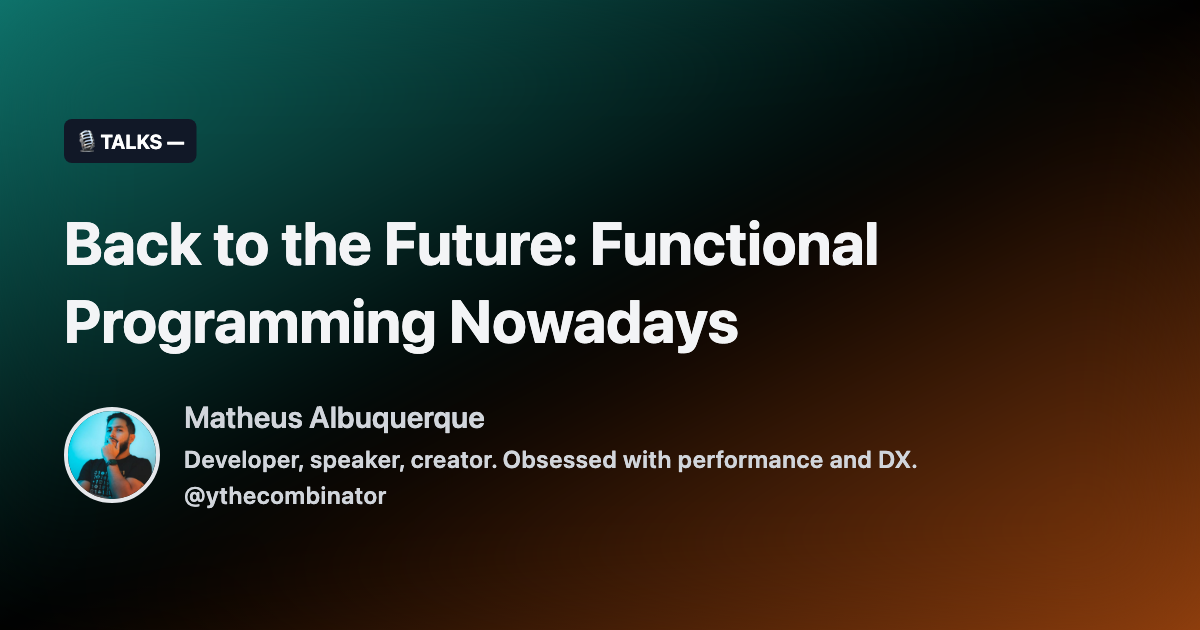 🎙️ TALKS —
Back to the Future: Functional
Programming Nowadays
Matheus Albuquerque
Developer, speaker, creator. Obsessed with performance and DX.
@ythecombinator